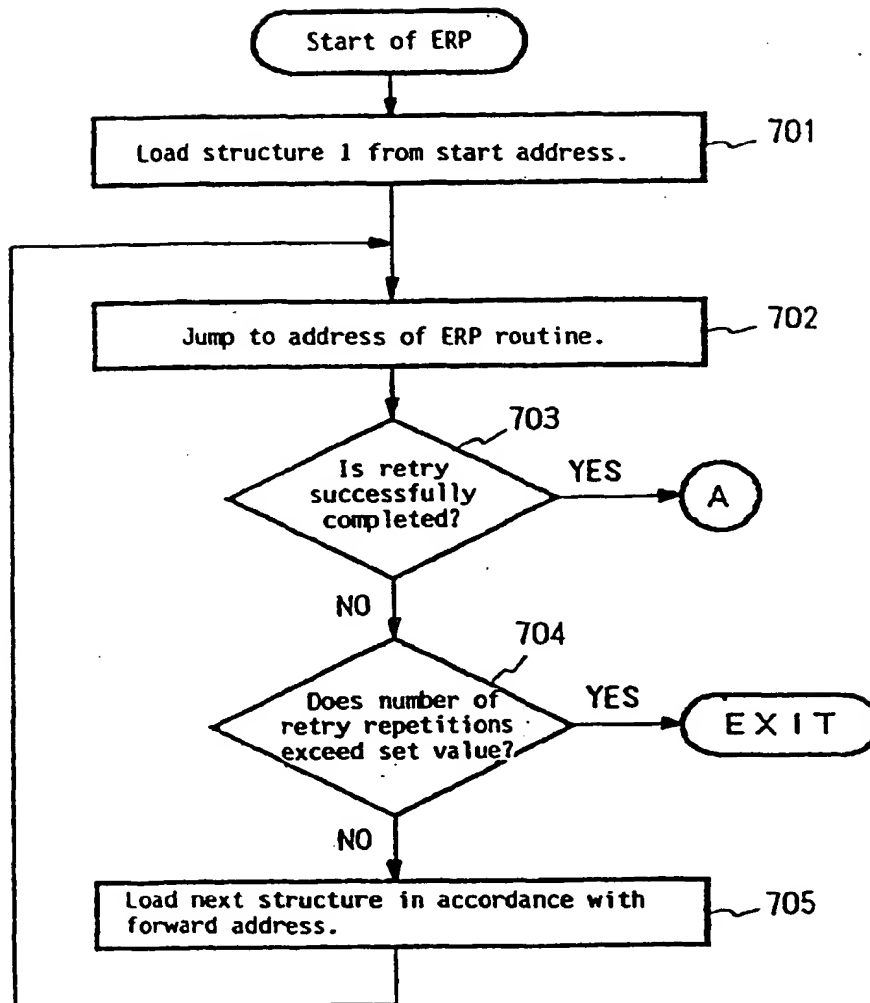 Start of ERP
Load structure 1 from start address.
701
Jump to address of ERP routine.
702
703
Is retry
successfully
completed?
YES
A
NO
704
Does number of
retry repetitions
exceed set value?
YES
EXIT
NO
Load next structure in accordance with
forward address.
705